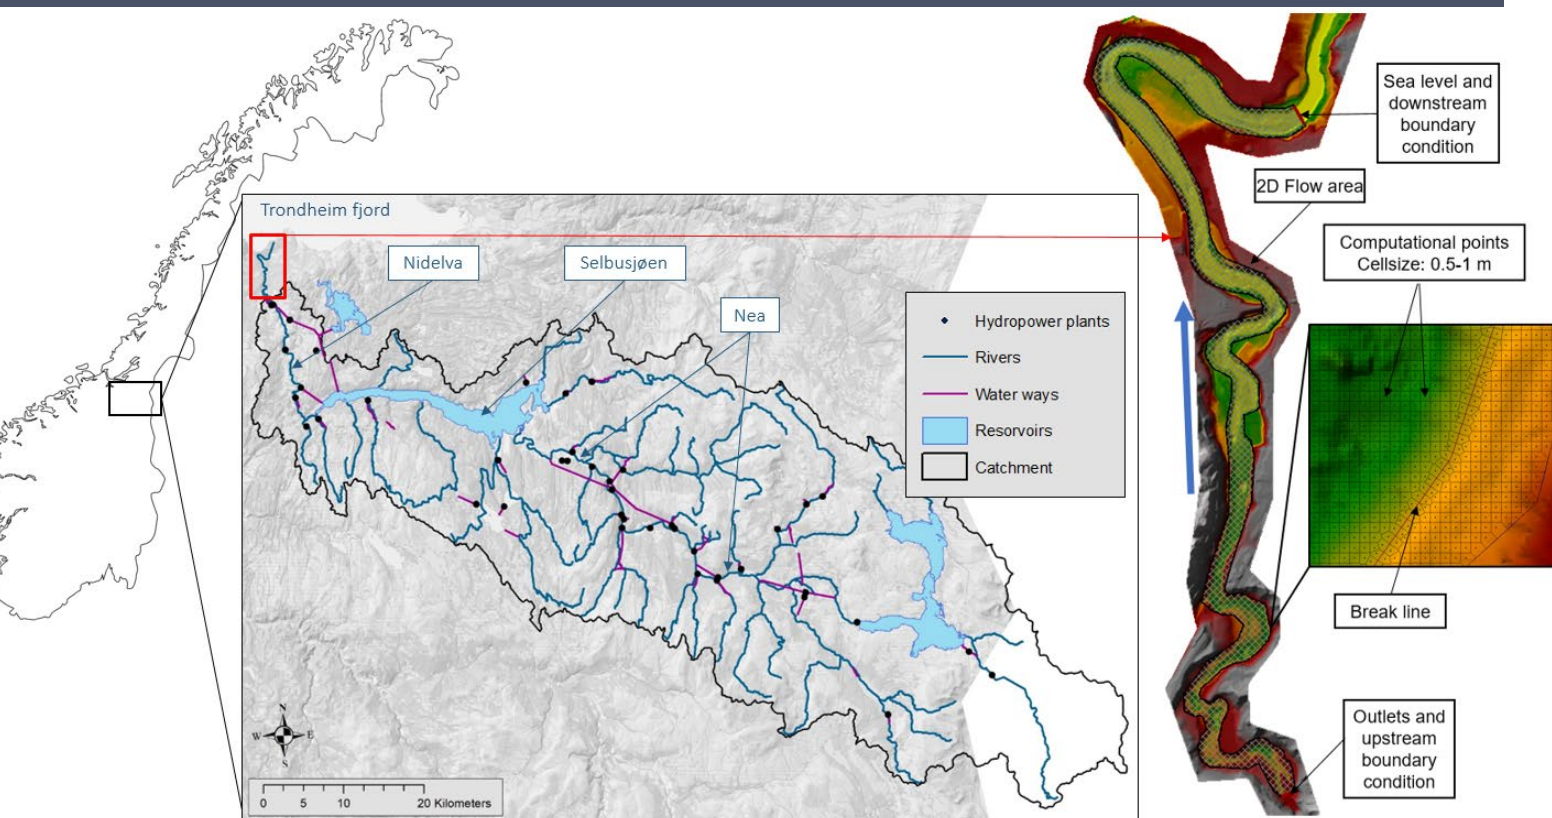 Trondheim fjord
Nidelva
Selbusjøen
Nea
Hydropower plants
Rivers
Water ways
Reservoirs
Catchment
N
W
E
S
0 5 10 20 Kilometers
Sea level and
downstream
boundary
condition
2D Flow area
Computational points
Cellsize: 0.5-1 m
Break line
Outlets and
upstream
boundary
condition